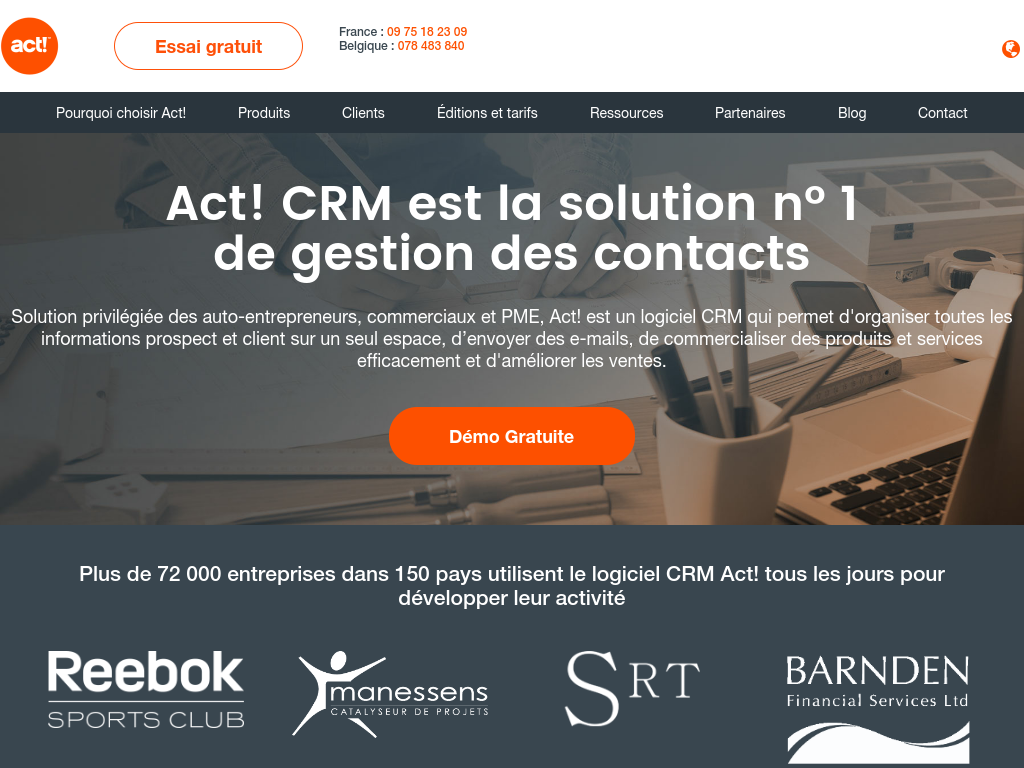 act!
Essai gratuit
France : 09 75 18 23 09
Belgique : 078 483 840
Pourquoi choisir Act! Produits Clients Éditions et tarifs Ressources Partenaires Blog Contact
Act! CRM est la solution n° 1
de gestion des contacts
Solution privilégiée des auto-entrepreneurs, commerciaux et PME, Act! est un logiciel CRM qui permet d'organiser toutes les
informations prospect et client sur un seul espace, d’envoyer des e-mails, de commercialiser des produits et services
efficacement et d'améliorer les ventes.
Démo Gratuite
Plus de 72 000 entreprises dans 150 pays utilisent le logiciel CRM Act! tous les jours pour
développer leur activité
Reebok
SPORTS CLUB
manessens
CATALYSEUR DE PROJETS
SRT
BARNDEN
Financial Services Ltd